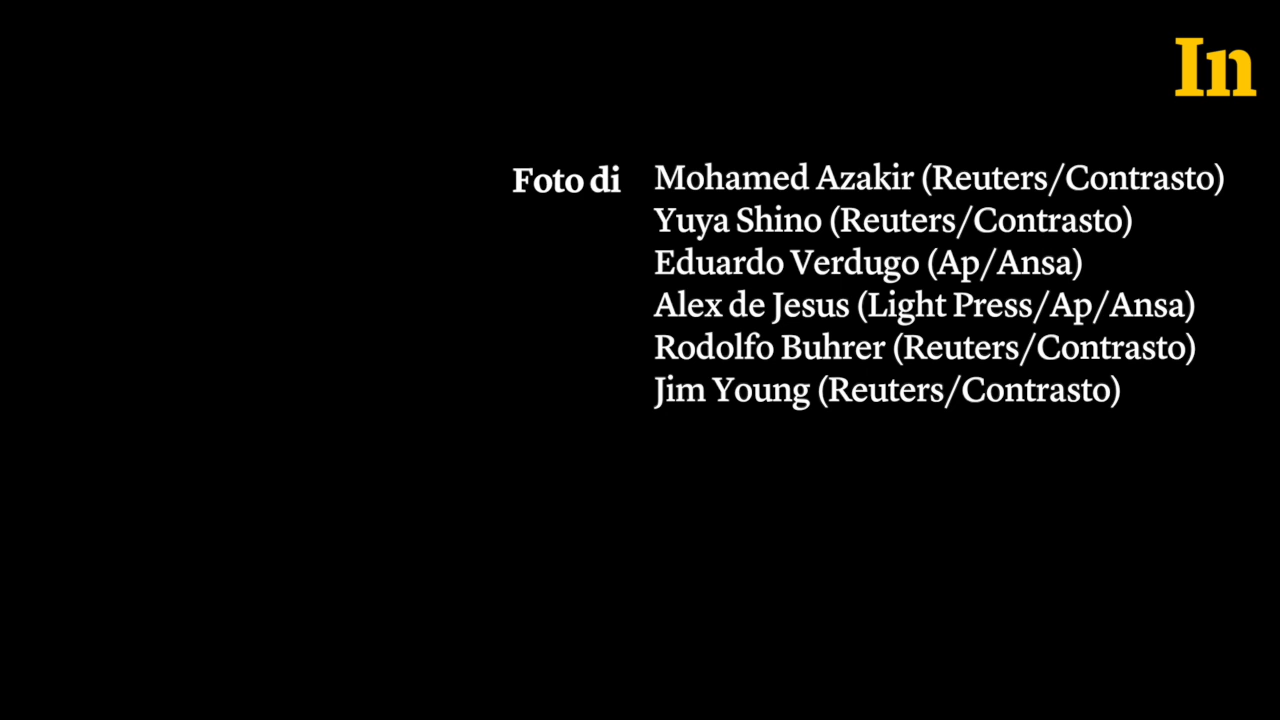 In
Foto di Mohamed Azakir (Reuters/Contrasto)
Yuya Shino (Reuters/Contrasto)
Eduardo Verdugo (Ap/Ansa)
Alex de Jesus (Light Press/Ap/Ansa)
Rodolfo Buhrer (Reuters/Contrasto)
Jim Young (Reuters/Contrasto)